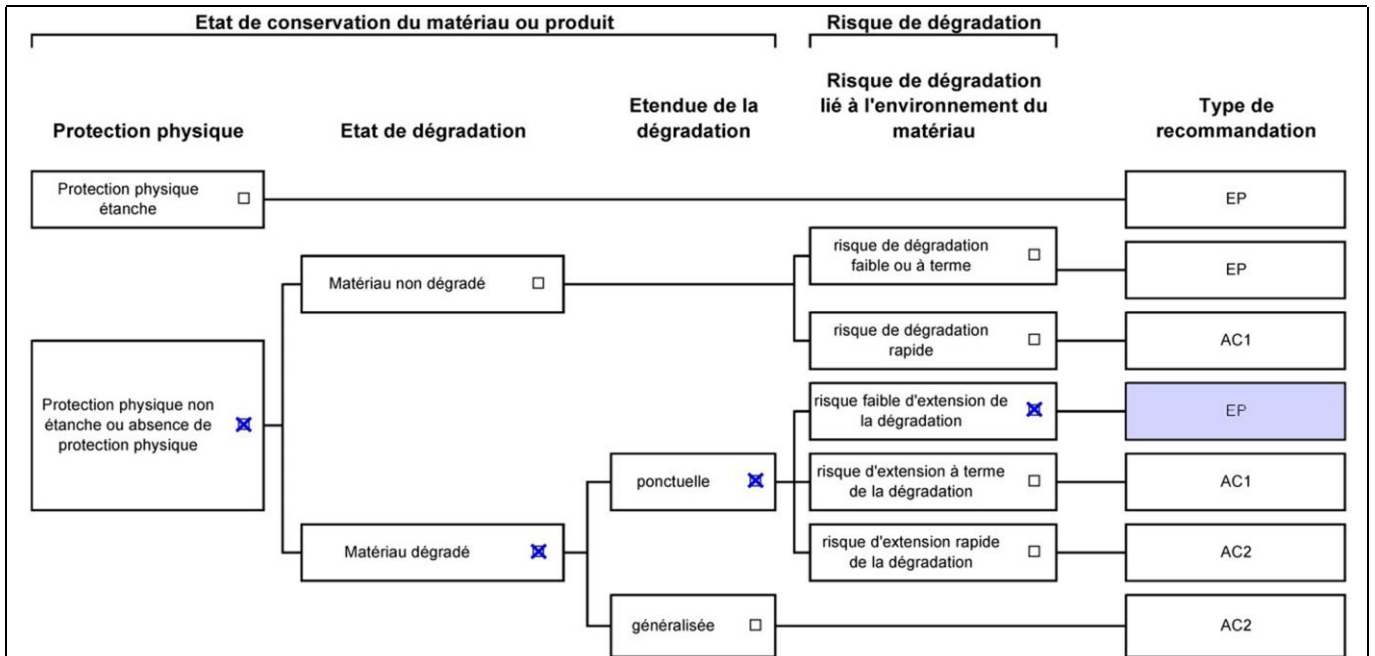 Etat de conservation du matériau ou produit
Risque de dégradation
Protection physique
Etat de dégradation
Etendue de la
dégradation
Risque de dégradation
lié à l'environnement du
matériau
Type de
recommandation
Protection physique
étanche
EP
Matériau non dégradé
risque de dégradation
faible ou à terme
EP
risque de dégradation
rapide
AC1
Protection physique non
étanche ou absence de
protection physique
Matériau dégradé
ponctuelle
risque faible d'extension de
la dégradation
EP
risque d'extension à terme
de la dégradation
AC1
risque d'extension rapide
de la dégradation
AC2
généralisée
AC2